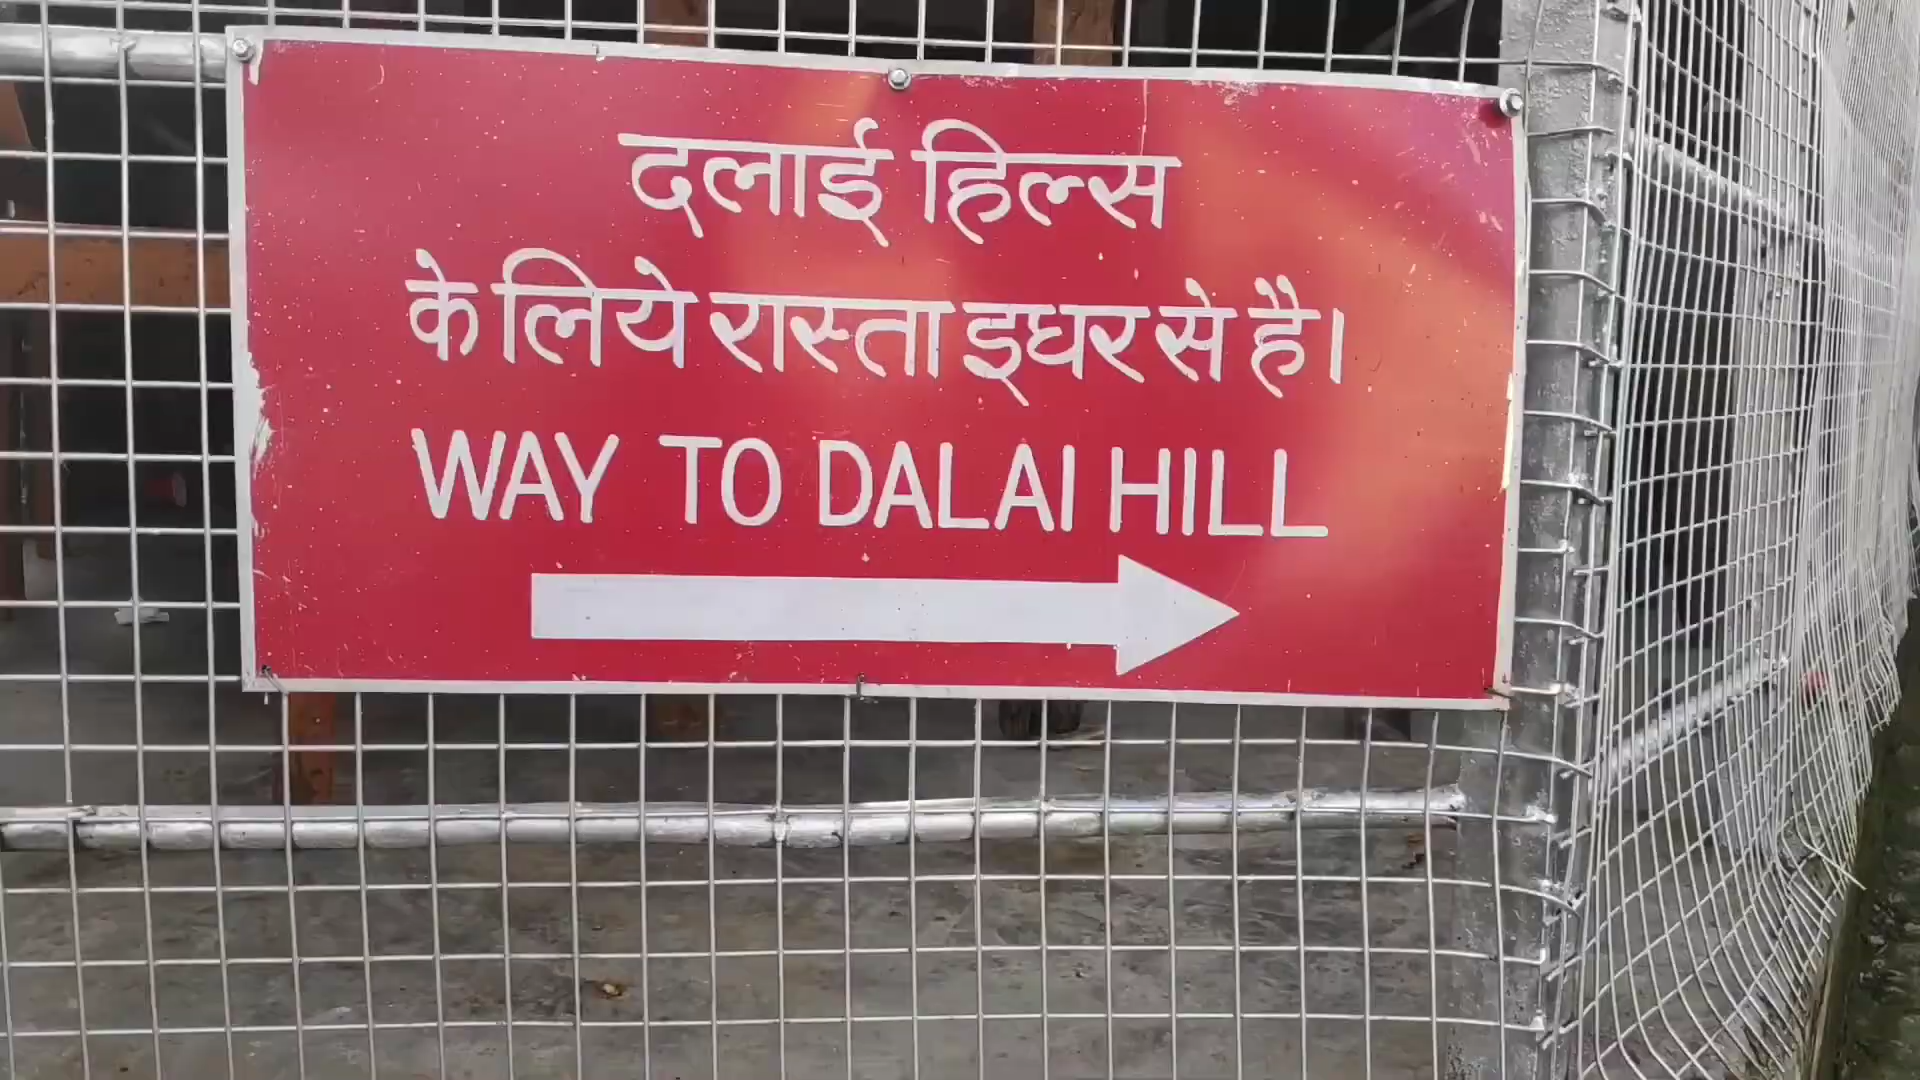 दलाई हिल्स
के लिये रास्ता इधर से है।
WAY TO DALAI HILL